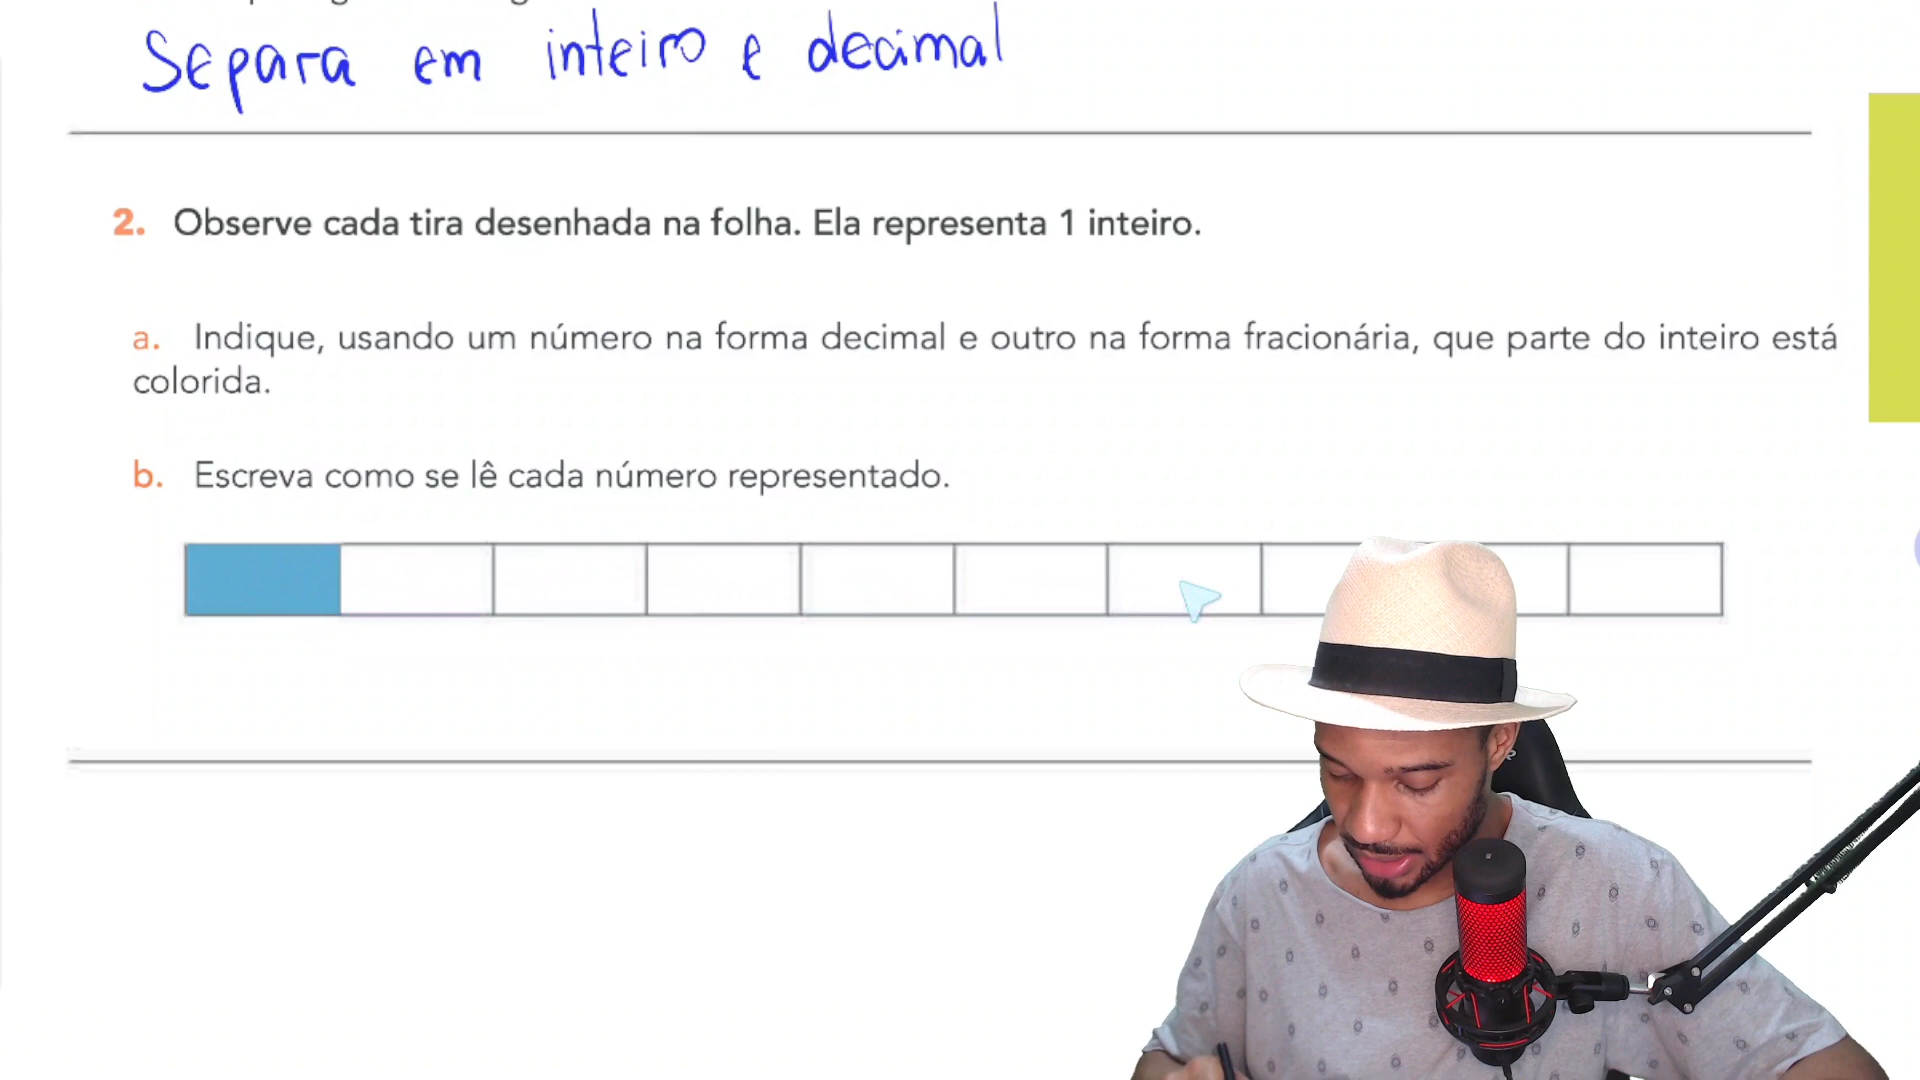 Separa em inteiro e decimal
2. Observe cada tira desenhada na folha. Ela representa 1 inteiro.
a. Indique, usando um número na forma decimal e outro na forma fracionária, que parte do inteiro está
colorida.
b. Escreva como se lê cada número representado.